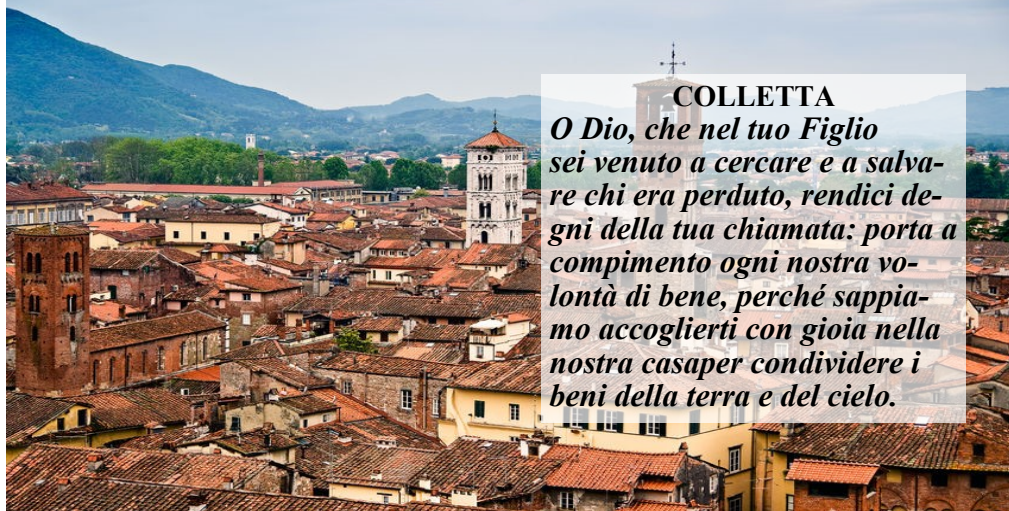 COLLETTA
O Dio, che nel tuo Figlio
sei venuto a cercare e a salva-
re chi era perduto, rendici de-
gni della tua chiamata: porta a
compimento ogni nostra vo-
lontà di bene, perché sappia-
mo accoglierti con gioia nella
nostra casaper condividere i
beni della terra e del cielo.